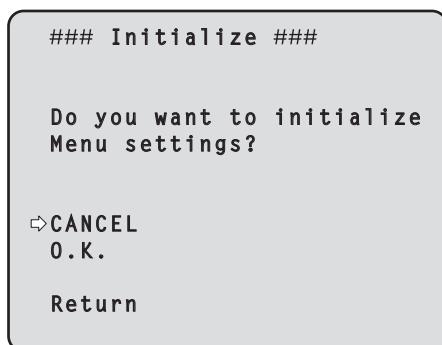 ### Initialize ###
Do you want to initialize
Menu settings?
⇨CANCEL
O.K.
Return